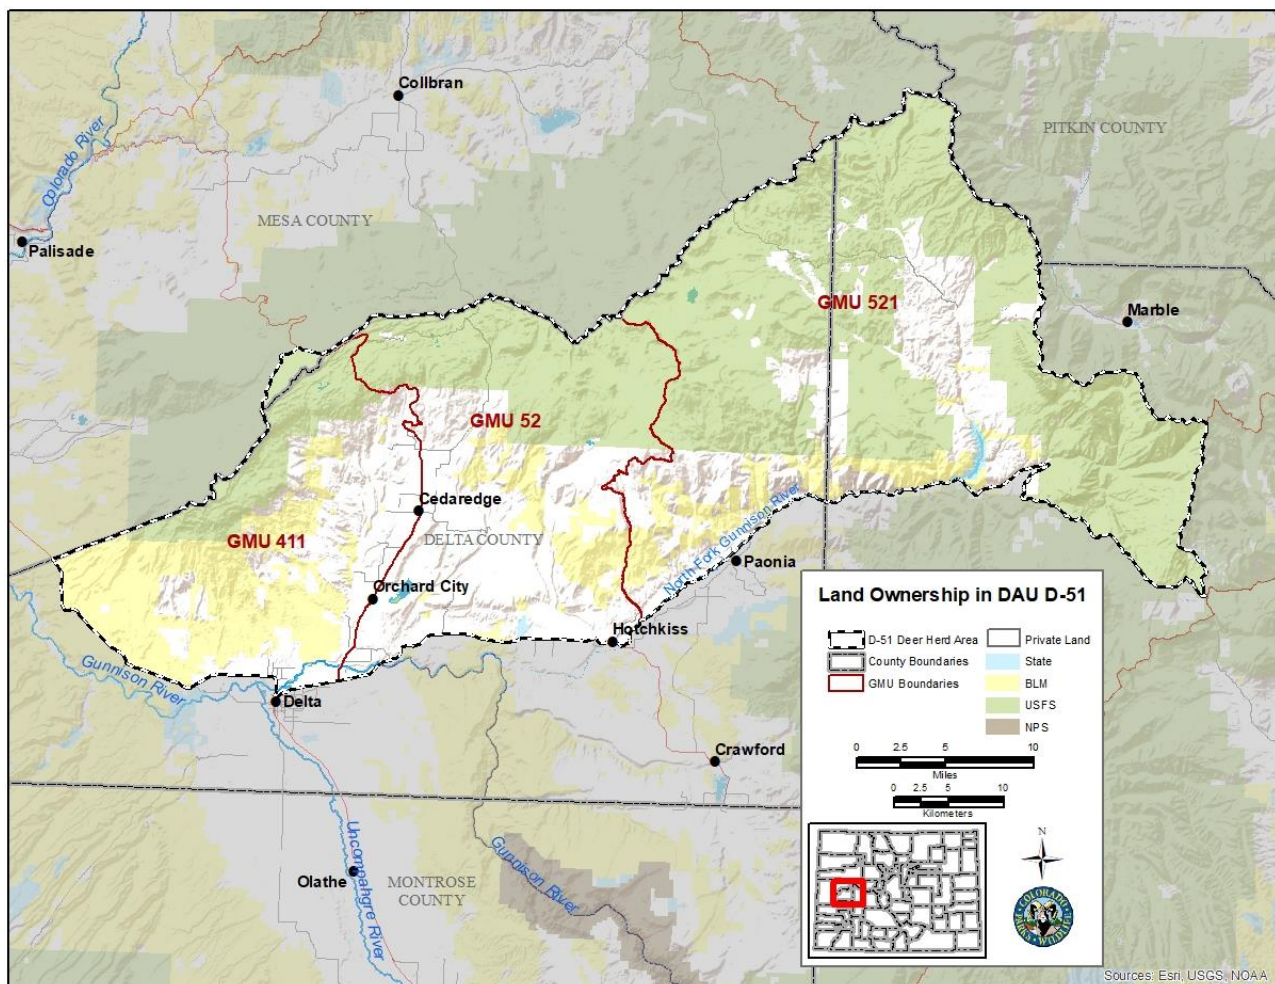 Collbran
PITKIN COUNTY
Colorado River
MESA COUNTY
Palisade
GMU 521
Marble
GMU 52
Cedaredge
GMU 411
DELTA COUNTY
North Fork Gunnison River
Paonia
Orchard City
Hotchkiss
Gunnison River
Delta
Crawford
Uncompahgre River
Olathe
MONTROSE
COUNTY
Gunnison River
Land Ownership in DAU D-51
D-51 Deer Herd Area
Private Land
County Boundaries
State
GMU Boundaries
BLM
USFS
NPS
0 2.5 5 10
Miles
0 2.5 5 10
Kilometers
N
COLORADO
PARKS WILDLIFE
Sources: Esri, USGS, NOAA